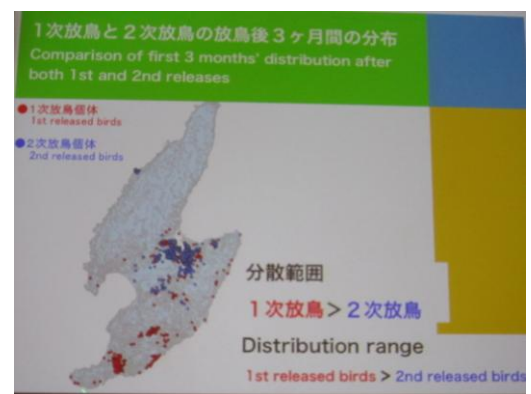 1次放鳥と2次放鳥の放鳥後3ヶ月間の分布
Comparison of first 3 months' distribution after
both 1st and 2nd releases
●1次放鳥個体
1st released birds
●2次放鳥個体
2nd released birds
分散範囲
1次放鳥>2次放鳥
Distribution range
1st released birds > 2nd released birds